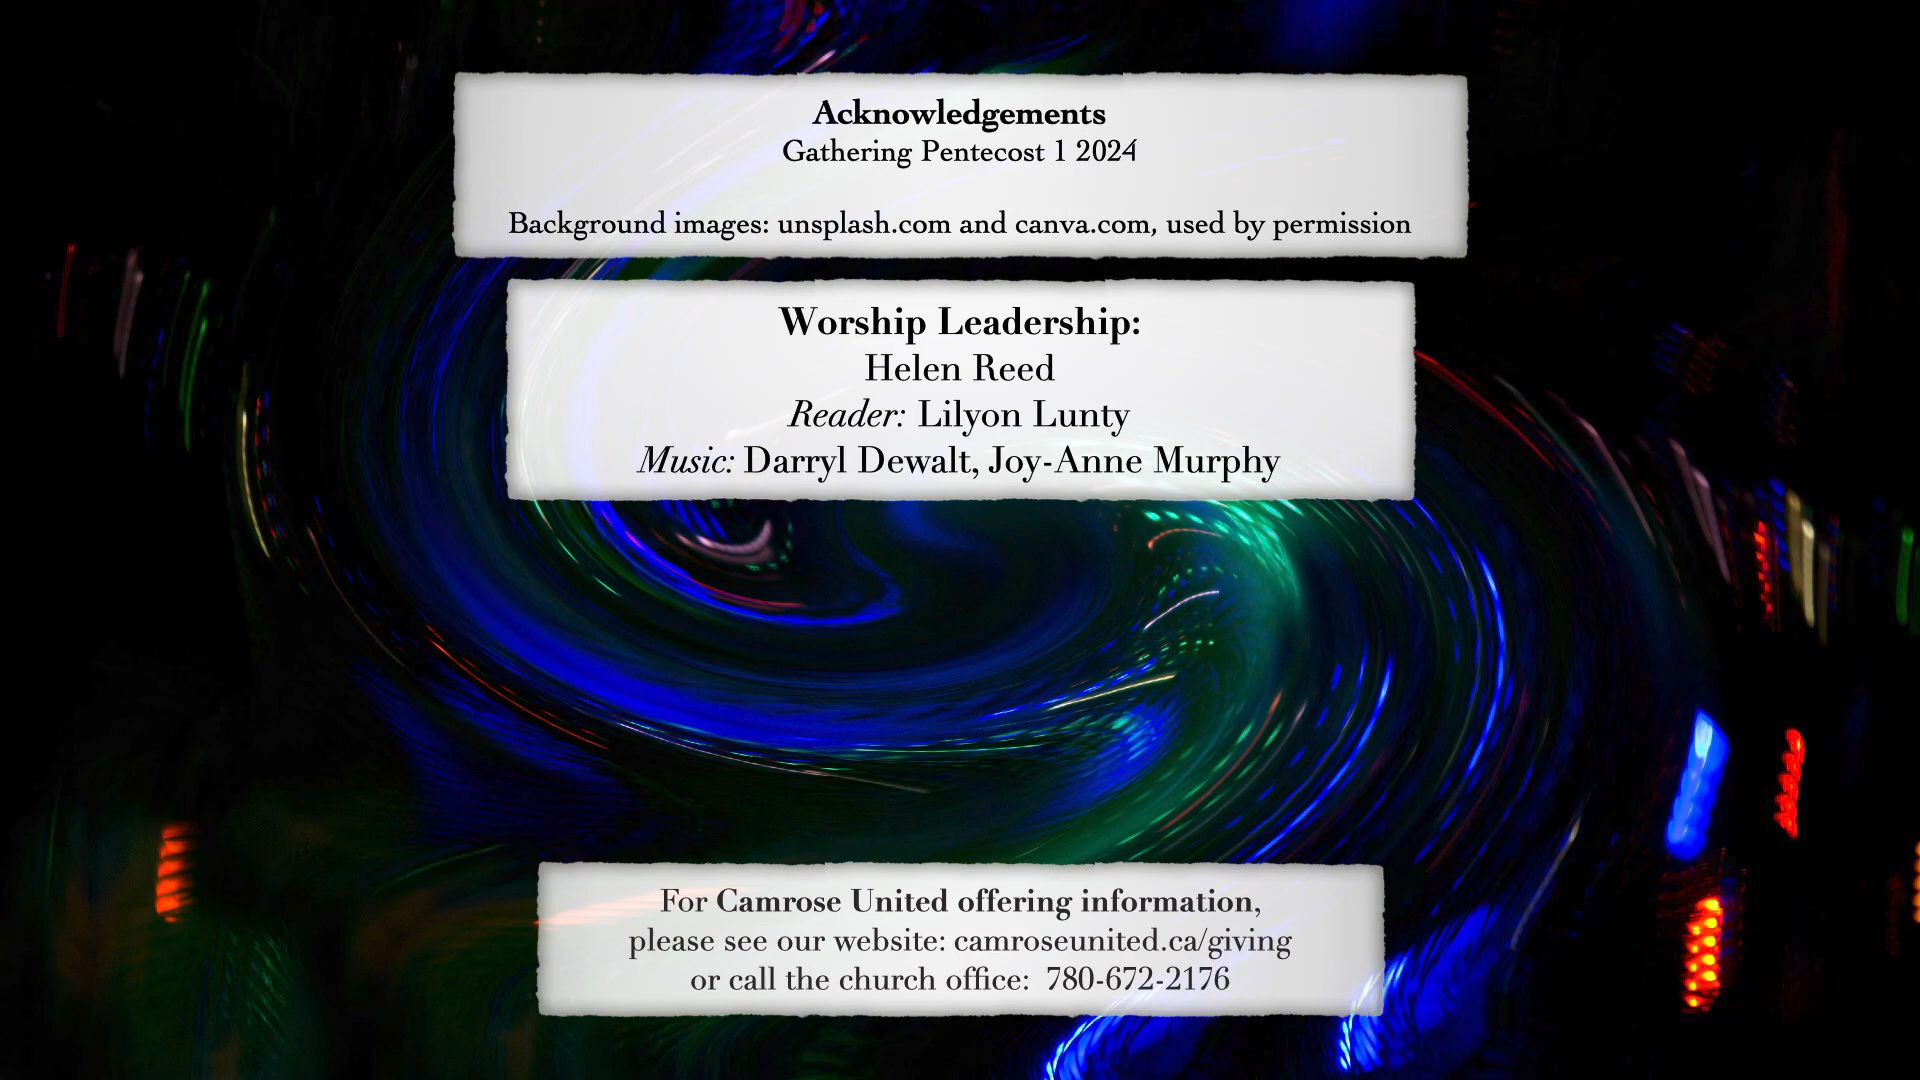 Acknowledgements
Gathering Pentecost 1 2024
Background images: unsplash.com and canva.com, used by permission
Worship Leadership:
Helen Reed
Reader: Lilyon Lunty
Music: Darryl Dewalt, Joy-Anne Murphy
For Camrose United offering information,
please see our website: camroseunited.ca/giving
or call the church office: 780-672-2176